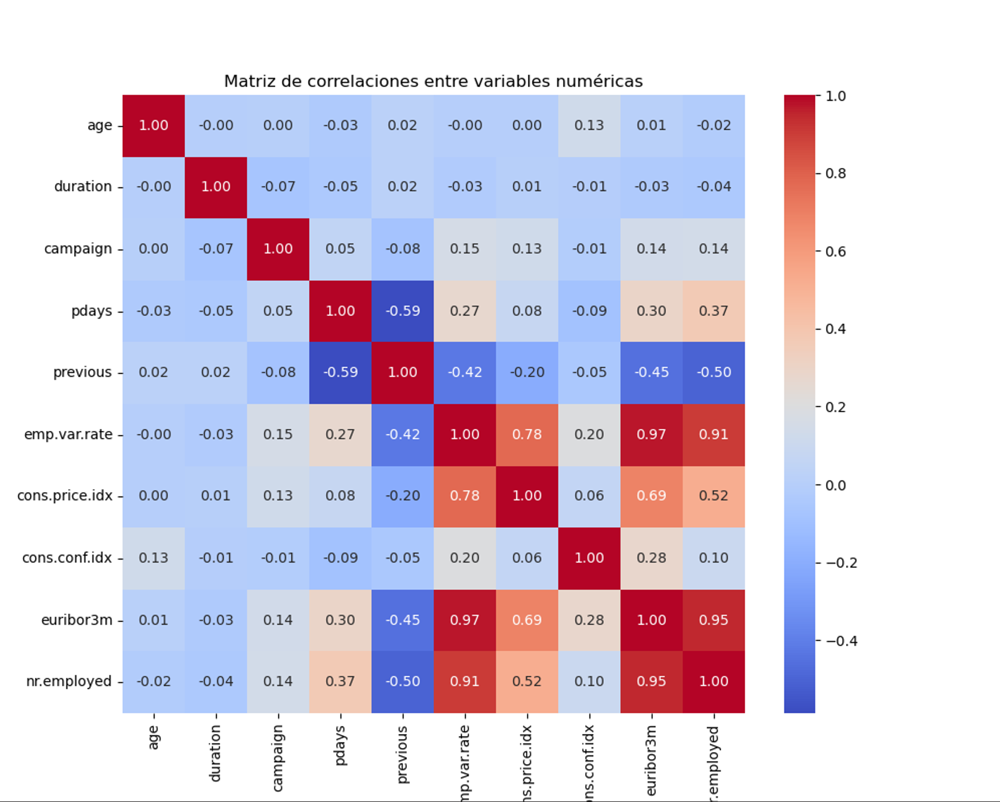 Matriz de correlaciones entre variables numéricas
age 1.00 -0.00 0.00 -0.03 0.02 -0.00 0.00 0.13 0.01 -0.02
duration -0.00 1.00 -0.07 -0.05 0.02 -0.03 0.01 -0.01 -0.03 -0.04
campaign 0.00 -0.07 1.00 0.05 -0.08 0.15 0.13 -0.01 0.14 0.14
pdays -0.03 -0.05 0.05 1.00 -0.59 0.27 0.08 -0.09 0.30 0.37
previous 0.02 0.02 -0.08 -0.59 1.00 -0.42 -0.20 -0.05 -0.45 -0.50
emp.var.rate -0.00 -0.03 0.15 0.27 -0.42 1.00 0.78 0.20 0.97 0.91
cons.price.idx 0.00 0.01 0.13 0.08 -0.20 0.78 1.00 0.06 0.69 0.52
cons.conf.idx 0.13 -0.01 -0.01 -0.09 -0.05 0.20 0.06 1.00 0.28 0.10
euribor3m 0.01 -0.03 0.14 0.30 -0.45 0.97 0.69 0.28 1.00 0.95
nr.employed -0.02 -0.04 0.14 0.37 -0.50 0.91 0.52 0.10 0.95 1.00
age
duration
campaign
pdays
previous
mp.var.rate
ns.price.idx
ons.conf.idx
euribor3m
r.employed
1.0
0.8
0.6
0.4
0.2
0.0
−0.2
−0.4